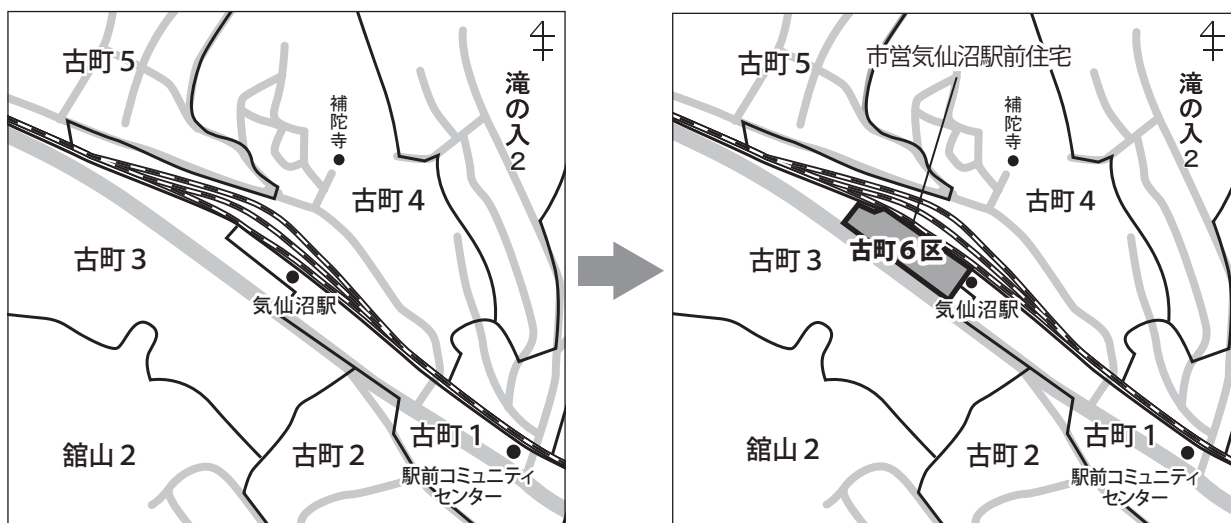 古町5
滝の入2
補陀寺
古町4
古町3
気仙沼駅
古町1
古町2
舘山2
駅前コミュニティ
センター
市営気仙沼駅前住宅
古町5
滝の入2
補陀寺
古町4
古町3
古町6区
気仙沼駅
古町1
古町2
舘山2
駅前コミュニティ
センター